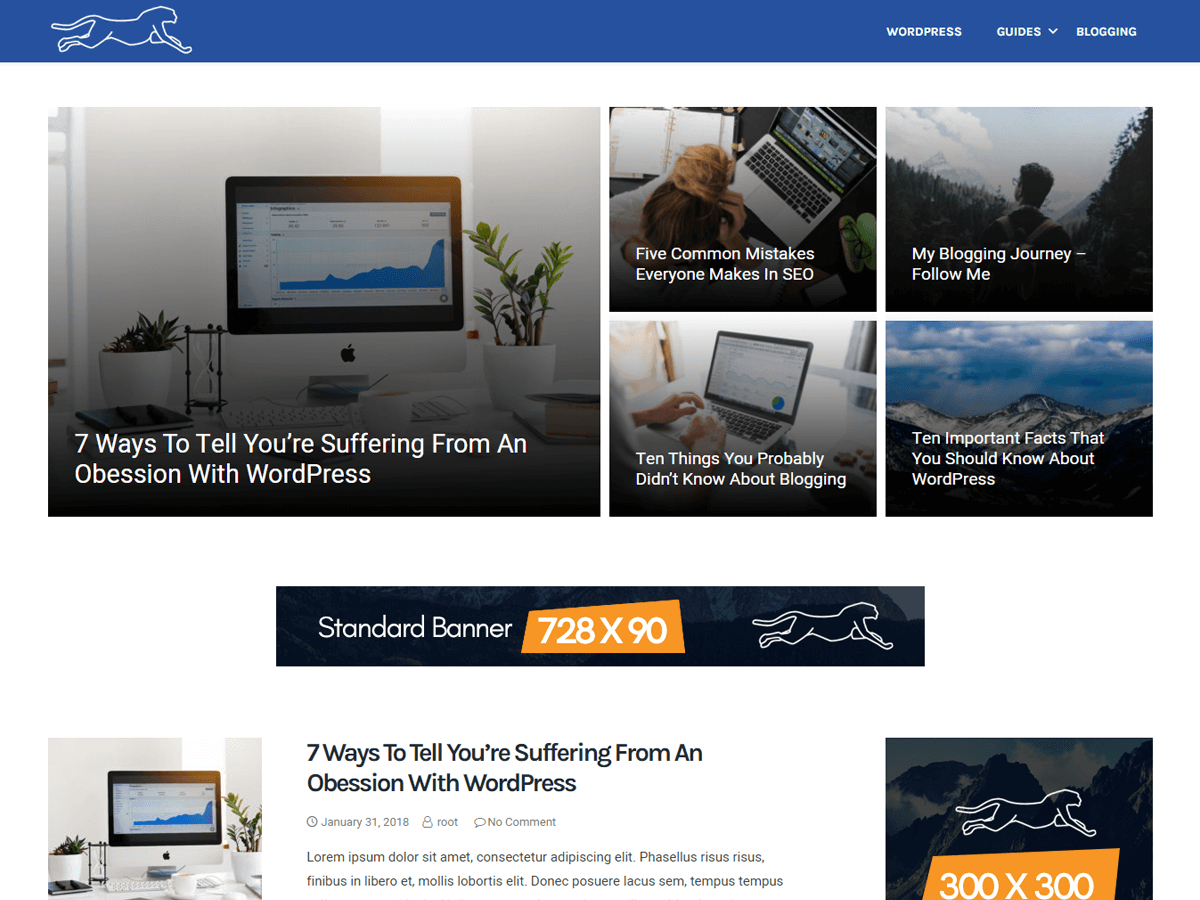 WORDPRESS GUIDES BLOGGING
7 Ways To Tell You’re Suffering From An
Obession With WordPress
Five Common Mistakes
Everyone Makes In SEO
My Blogging Journey –
Follow Me
Ten Things You Probably
Didn’t Know About Blogging
Ten Important Facts That
You Should Know About
WordPress
Standard Banner 728 X 90
7 Ways To Tell You’re Suffering From An
Obession With WordPress
January 31, 2018 root No Comment
Lorem ipsum dolor sit amet, consectetur adipiscing elit. Phasellus risus risus,
finibus in libero et, mollis lobortis elit. Donec posuere lacus sem, tempus tempus
300 X 300